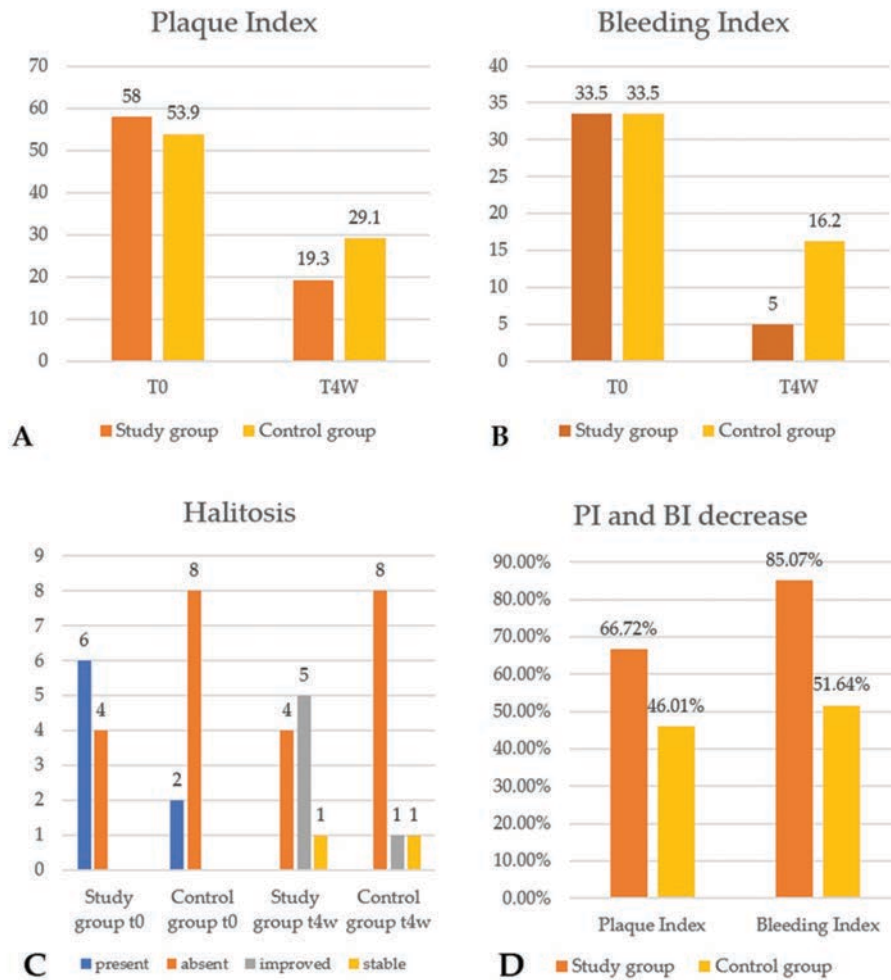 Plaque Index
70
60
50
40
30
20
10
0
58
53.9
19.3
29.1
T0
T4W
A
Study group
Control group
Bleeding Index
40
35
30
25
20
15
10
5
0
33.5
33.5
5
16.2
T0
T4W
B
Study group
Control group
Halitosis
9
8
7
6
5
4
3
2
1
0
6
4
2
8
4
5
1
8
1
1
Study group t0
Control group t0
Study group t4w
Control group t4w
C
present
absent
improved
stable
PI and BI decrease
90.00%
80.00%
70.00%
60.00%
50.00%
40.00%
30.00%
20.00%
10.00%
0.00%
66.72%
46.01%
85.07%
51.64%
Plaque Index
Bleeding Index
D
Study group
Control group